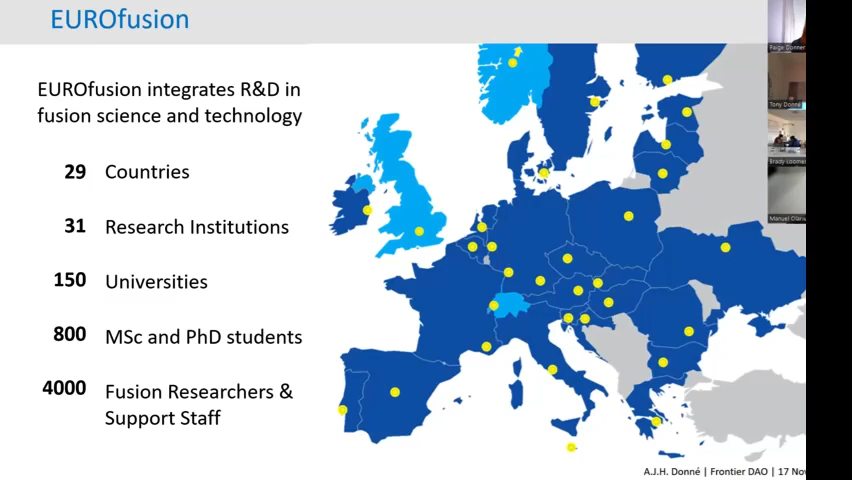 EUROfusion
EUROfusion integrates R&D in
fusion science and technology
29 Countries
31 Research Institutions
150 Universities
800 MSc and PhD students
4000 Fusion Researchers &
Support Staff
Paige Donner
Tony Donné
Brady Loomer
Manuel Claria
A.J.H. Donné | Frontier DAO | 17 Nov